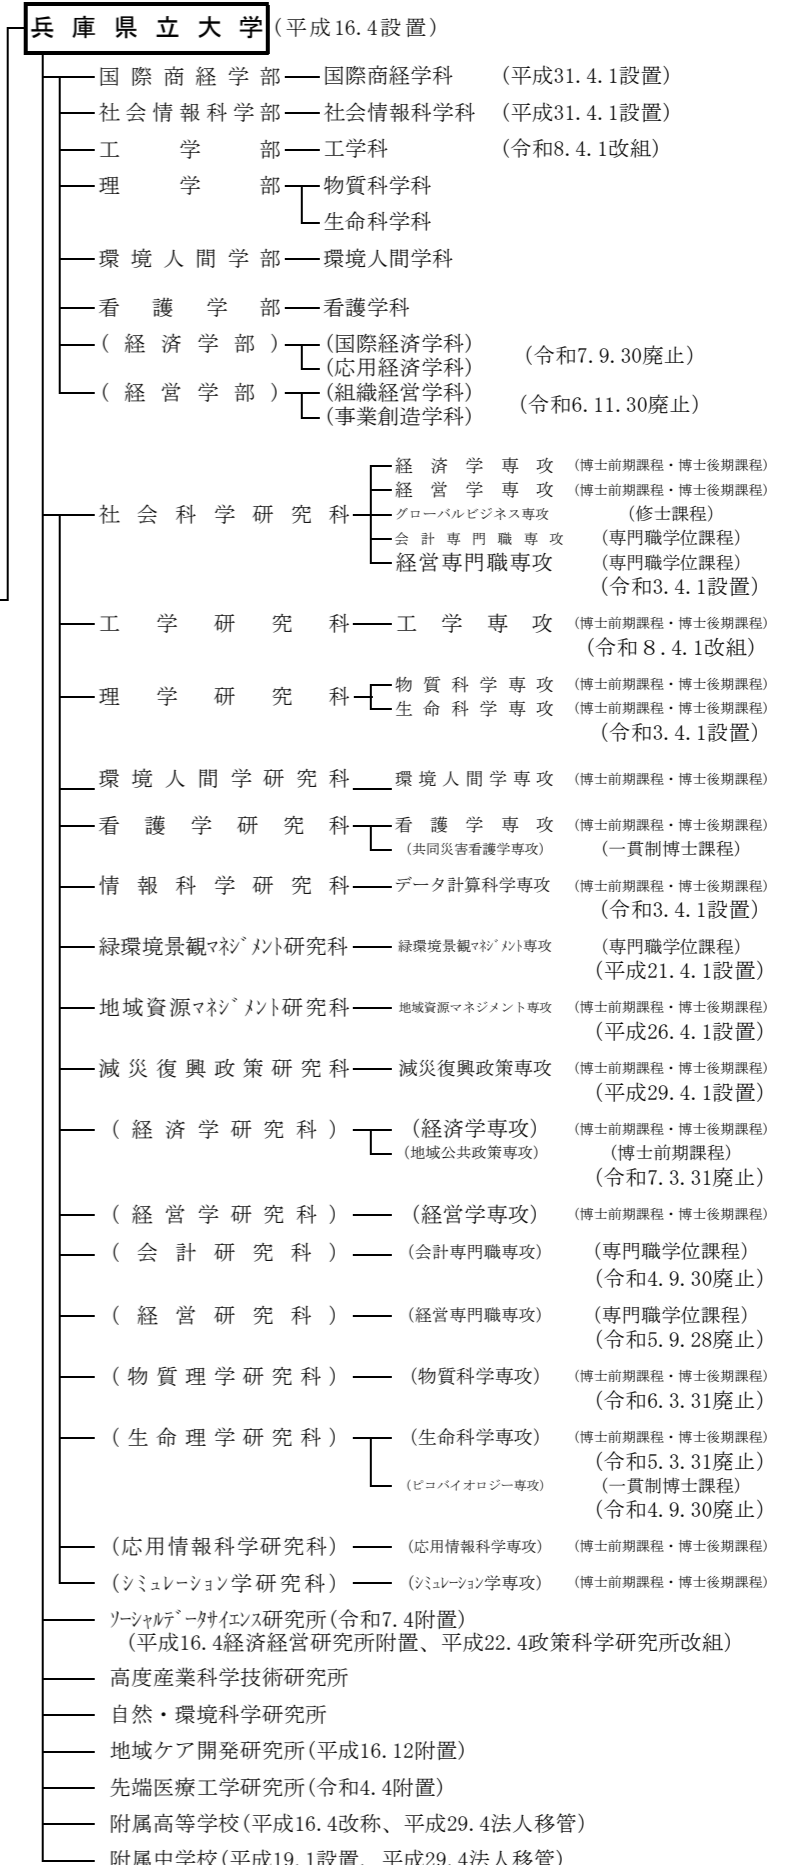 兵庫県立大学(平成16.4設置)
国際商経学部 国際商経学科 (平成31.4.1設置)
社会情報科学部 社会情報科学科 (平成31.4.1設置)
工学部 工学科 (令和8.4.1改組)
理学部 物質科学科
生命科学科
環境人間学部 環境人間学科
看護学部 看護学科
(経済学部) (国際経済学科)
(令和7.9.30廃止)
(応用経済学科)
(経営学部) (組織経営学科)
(令和6.11.30廃止)
(事業創造学科)
経済学専攻 (博士前期課程・博士後期課程)
経営学専攻 (博士前期課程・博士後期課程)
社会科学研究科 グローバルビジネス専攻 (修士課程)
会計専門職専攻 (専門職学位課程)
経営専門職専攻 (専門職学位課程)
(令和3.4.1設置)
工学研究科 工学専攻 (博士前期課程・博士後期課程)
(令和８.4.1改組)
理学研究科 物質科学専攻 (博士前期課程・博士後期課程)
生命科学専攻 (博士前期課程・博士後期課程)
(令和3.4.1設置)
環境人間学研究科 環境人間学専攻 (博士前期課程・博士後期課程)
看護学研究科 看護学専攻 (博士前期課程・博士後期課程)
(共同災害看護学専攻) (一貫制博士課程)
情報科学研究科 データ計算科学専攻 (博士前期課程・博士後期課程)
(令和3.4.1設置)
緑環境景観ﾏﾈｼﾞﾒﾝﾄ研究科 緑環境景観ﾏﾈｼﾞﾒﾝﾄ専攻 (専門職学位課程)
(平成21.4.1設置)
地域資源ﾏﾈｼﾞﾒﾝﾄ研究科 地域資源マネジメント専攻 (博士前期課程・博士後期課程)
(平成26.4.1設置)
減災復興政策研究科 減災復興政策専攻 (博士前期課程・博士後期課程)
(平成29.4.1設置)
(経済学研究科) (経済学専攻) (博士前期課程・博士後期課程)
(地域公共政策専攻) (博士前期課程)
(令和7.3.31廃止)
(経営学研究科) (経営学専攻) (博士前期課程・博士後期課程)
(会計研究科) (会計専門職専攻) (専門職学位課程)
(令和4.9.30廃止)
(経営研究科) (経営専門職専攻) (専門職学位課程)
(令和5.9.28廃止)
(物質理学研究科) (物質科学専攻) (博士前期課程・博士後期課程)
(令和6.3.31廃止)
(生命理学研究科) (生命科学専攻) (博士前期課程・博士後期課程)
(令和5.3.31廃止)
(ピコバイオロジー専攻) (一貫制博士課程)
(令和4.9.30廃止)
(応用情報科学研究科) (応用情報科学専攻) (博士前期課程・博士後期課程)
(ｼﾐｭﾚｰｼｮﾝ学研究科) (ｼﾐｭﾚｰｼｮﾝ学専攻) (博士前期課程・博士後期課程)
ｿｰｼｬﾙﾃﾞｰﾀｻｲｴﾝｽ研究所(令和7.4附置)
(平成16.4経済経営研究所附置、平成22.4政策科学研究所改組)
高度産業科学技術研究所
自然・環境科学研究所
地域ケア開発研究所(平成16.12附置)
先端医療工学研究所(令和4.4附置)
附属高等学校(平成16.4改称、平成29.4法人移管)
附属中学校(平成19.1設置、平成29.4法人移管)